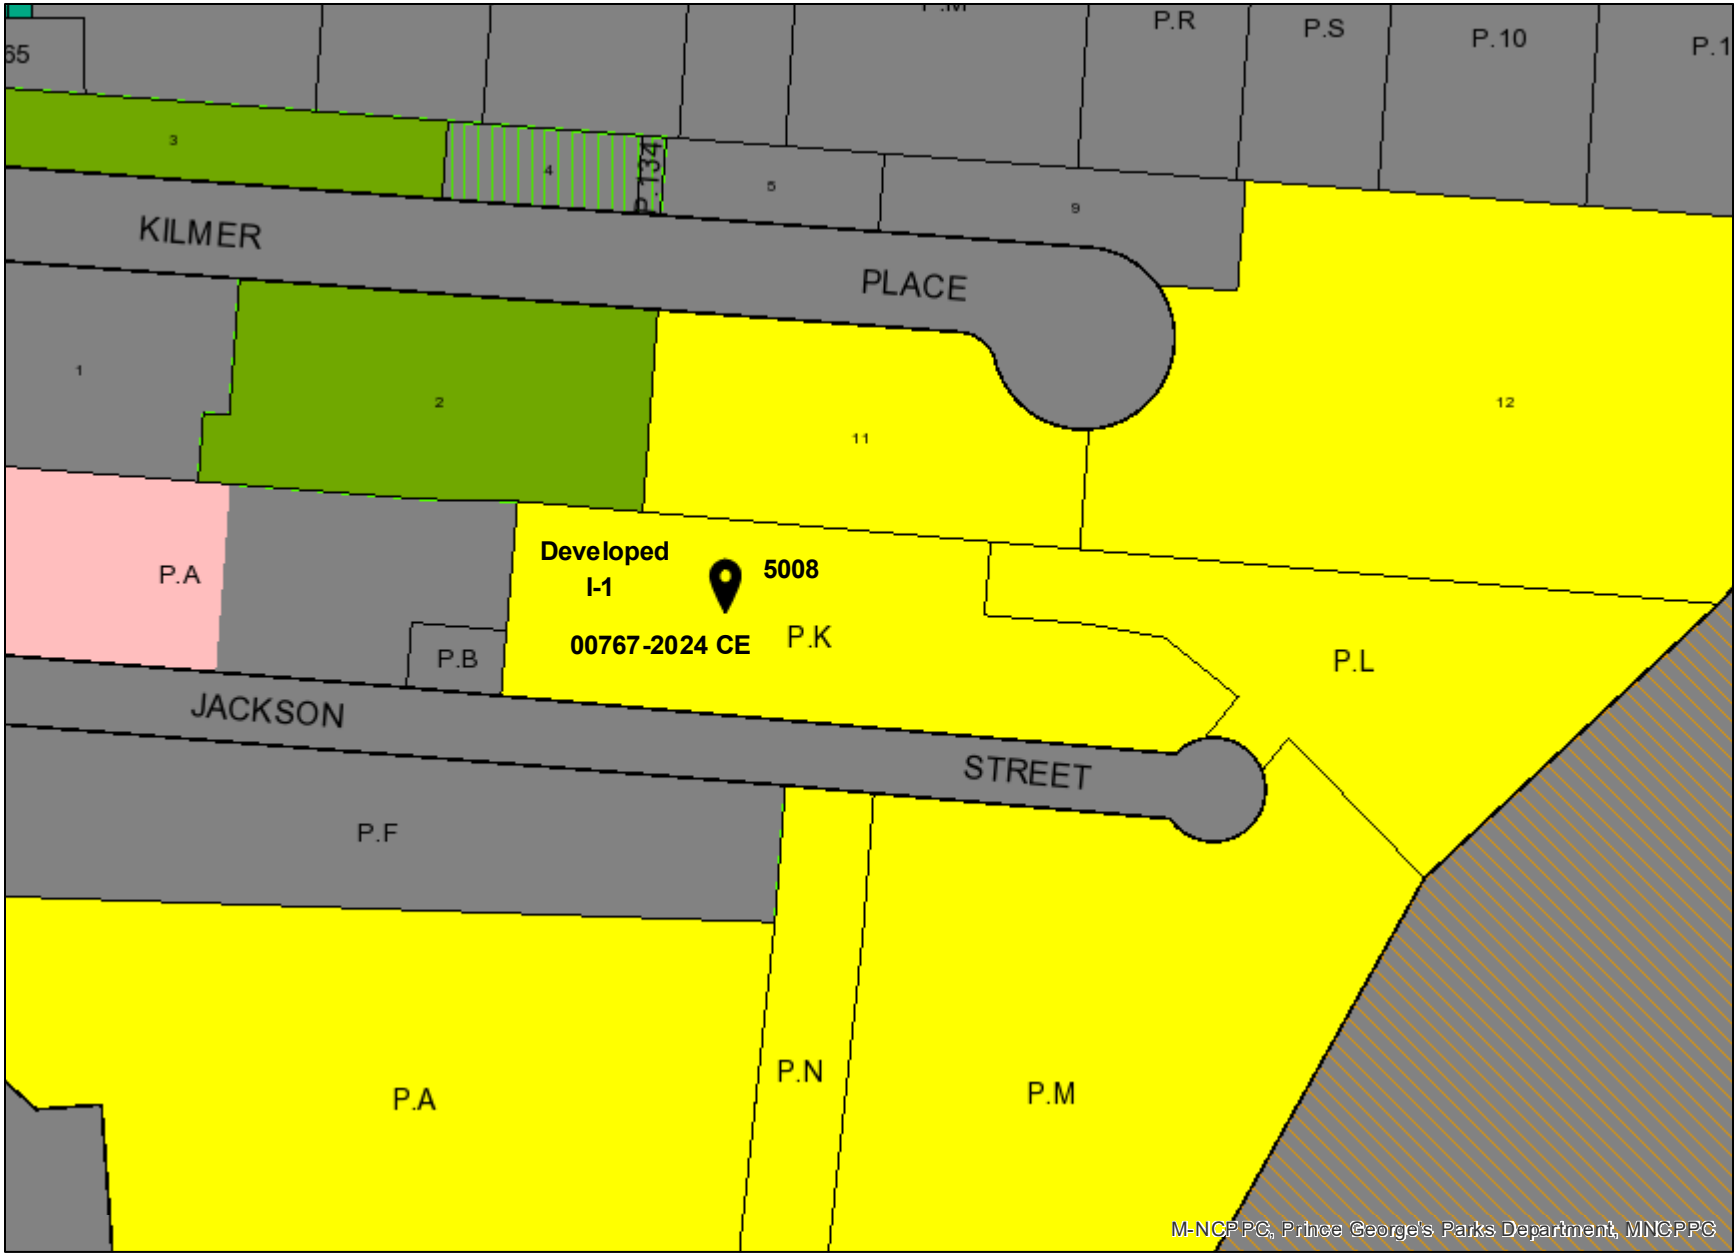 P.M
P.R
P.S
P.10
P.1
65
3
4
P.134
5
9
KILMER
PLACE
1
2
11
12
Developed
I-1
5008
P.A
00767-2024 CE
P.K
P.B
P.L
JACKSON
STREET
P.F
P.N
P.A
P.M
M-NCPPC, Prince George's Parks Department, MNCPPC